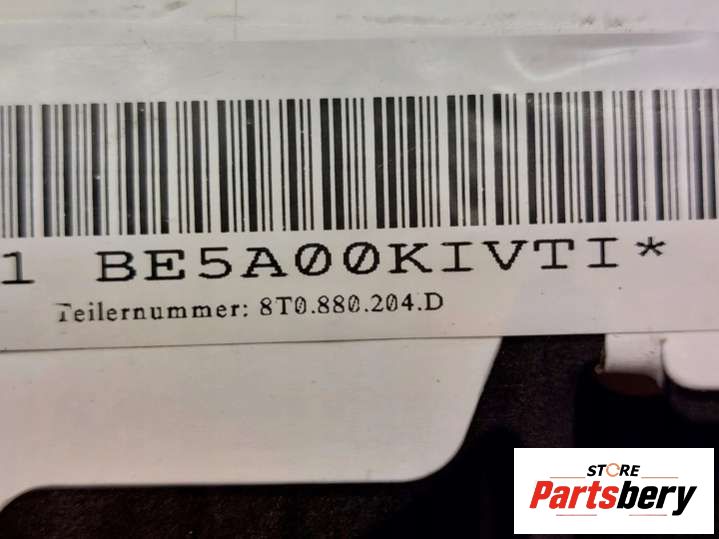 1 BE5A00KIVTI*
Teilernummer: 8T0.880.204.D
STORE
Partsbery